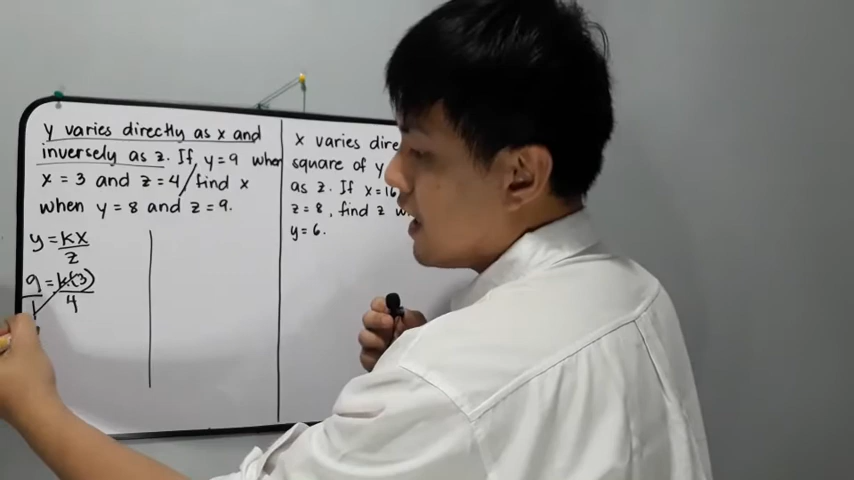 y varies directly as x and
inversely as z. If y = 9 when
x = 3 and z = 4, find x
when y = 8 and z = 9.
y = kx
z
9 = k(3)
1 4
x varies dire
square of y
as z. If x = 16
z = 8, find z w
y = 6.